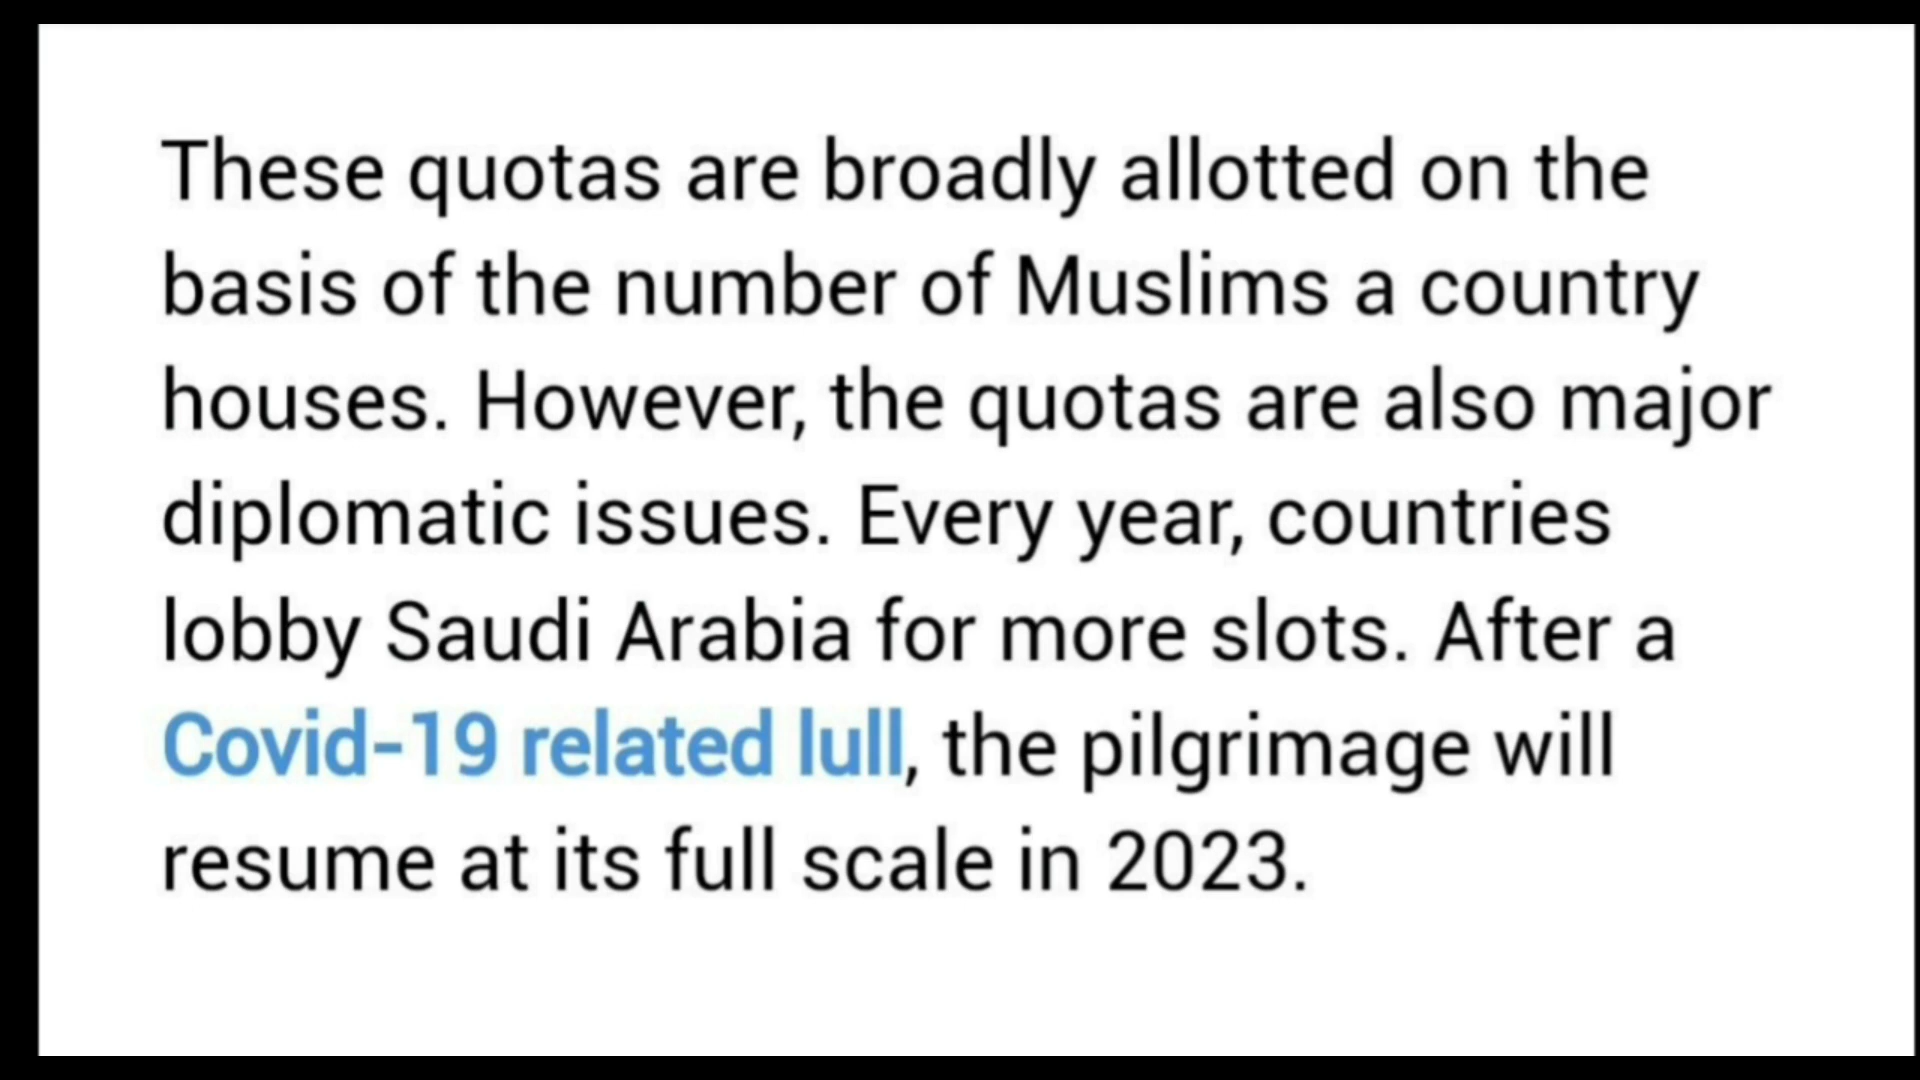 These quotas are broadly allotted on the
basis of the number of Muslims a country
houses. However, the quotas are also major
diplomatic issues. Every year, countries
lobby Saudi Arabia for more slots. After a
Covid-19 related lull, the pilgrimage will
resume at its full scale in 2023.